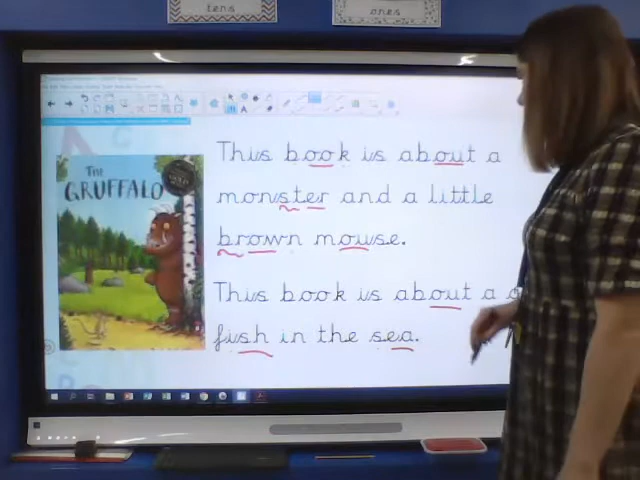 tens
ones
This book is about a
monster and a little
brown mouse.
This book is about a
fish in the sea.
THE
GRUFFALO